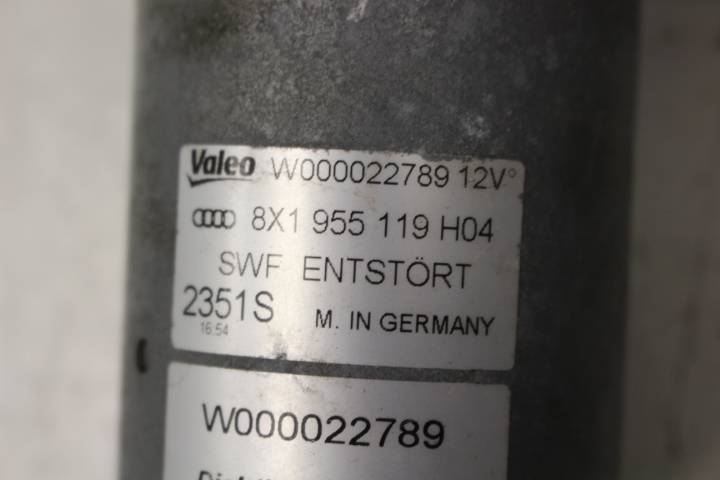 Valeo W000022789 12V°
8X1 955 119 H04
SWF ENTSTÖRT
2351S
16:54
M. IN GERMANY
W000022789